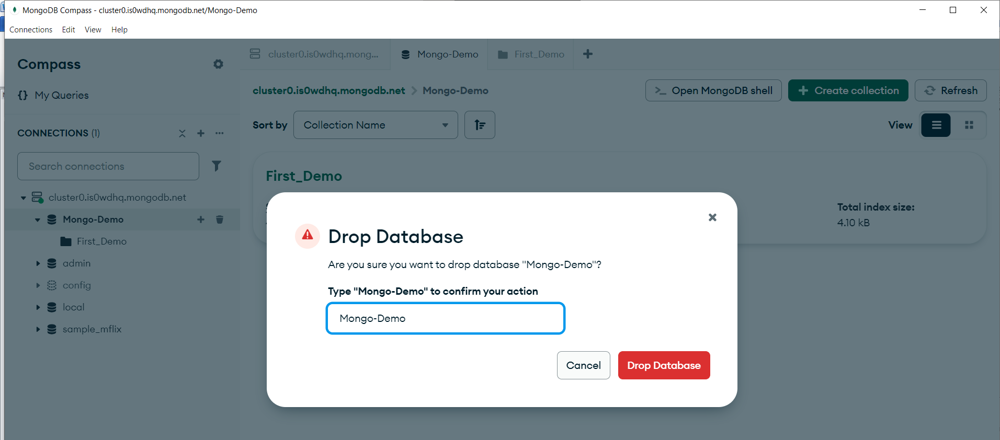 MongoDB Compass - cluster0.is0wdhq.mongodb.net/Mongo-Demo
Connections Edit View Help
Compass
{} My Queries
CONNECTIONS (1)
Search connections
cluster0.is0wdhq.mongodb.net
Mongo-Demo
First_Demo
admin
config
local
sample_mflix
cluster0.is0wdhq.mong... Mongo-Demo First_Demo
cluster0.is0wdhq.mongodb.net Mongo-Demo
>_ Open MongoDB shell Create collection Refresh
Sort by Collection Name View
First_Demo
Total index size:
4.10 kB
Drop Database
Are you sure you want to drop database "Mongo-Demo"?
Type "Mongo-Demo" to confirm your action
Mongo-Demo
Cancel Drop Database